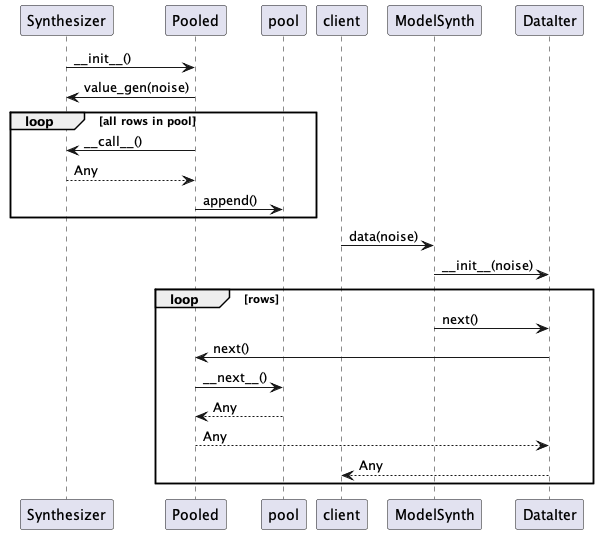 Synthesizer Pooled pool client ModelSynth DataIter
__init__()
value_gen(noise)
loop [all rows in pool]
__call__()
Any
append()
data(noise)
__init__(noise)
loop [rows]
next()
next()
__next__()
Any
Any
Any
Synthesizer Pooled pool client ModelSynth DataIter